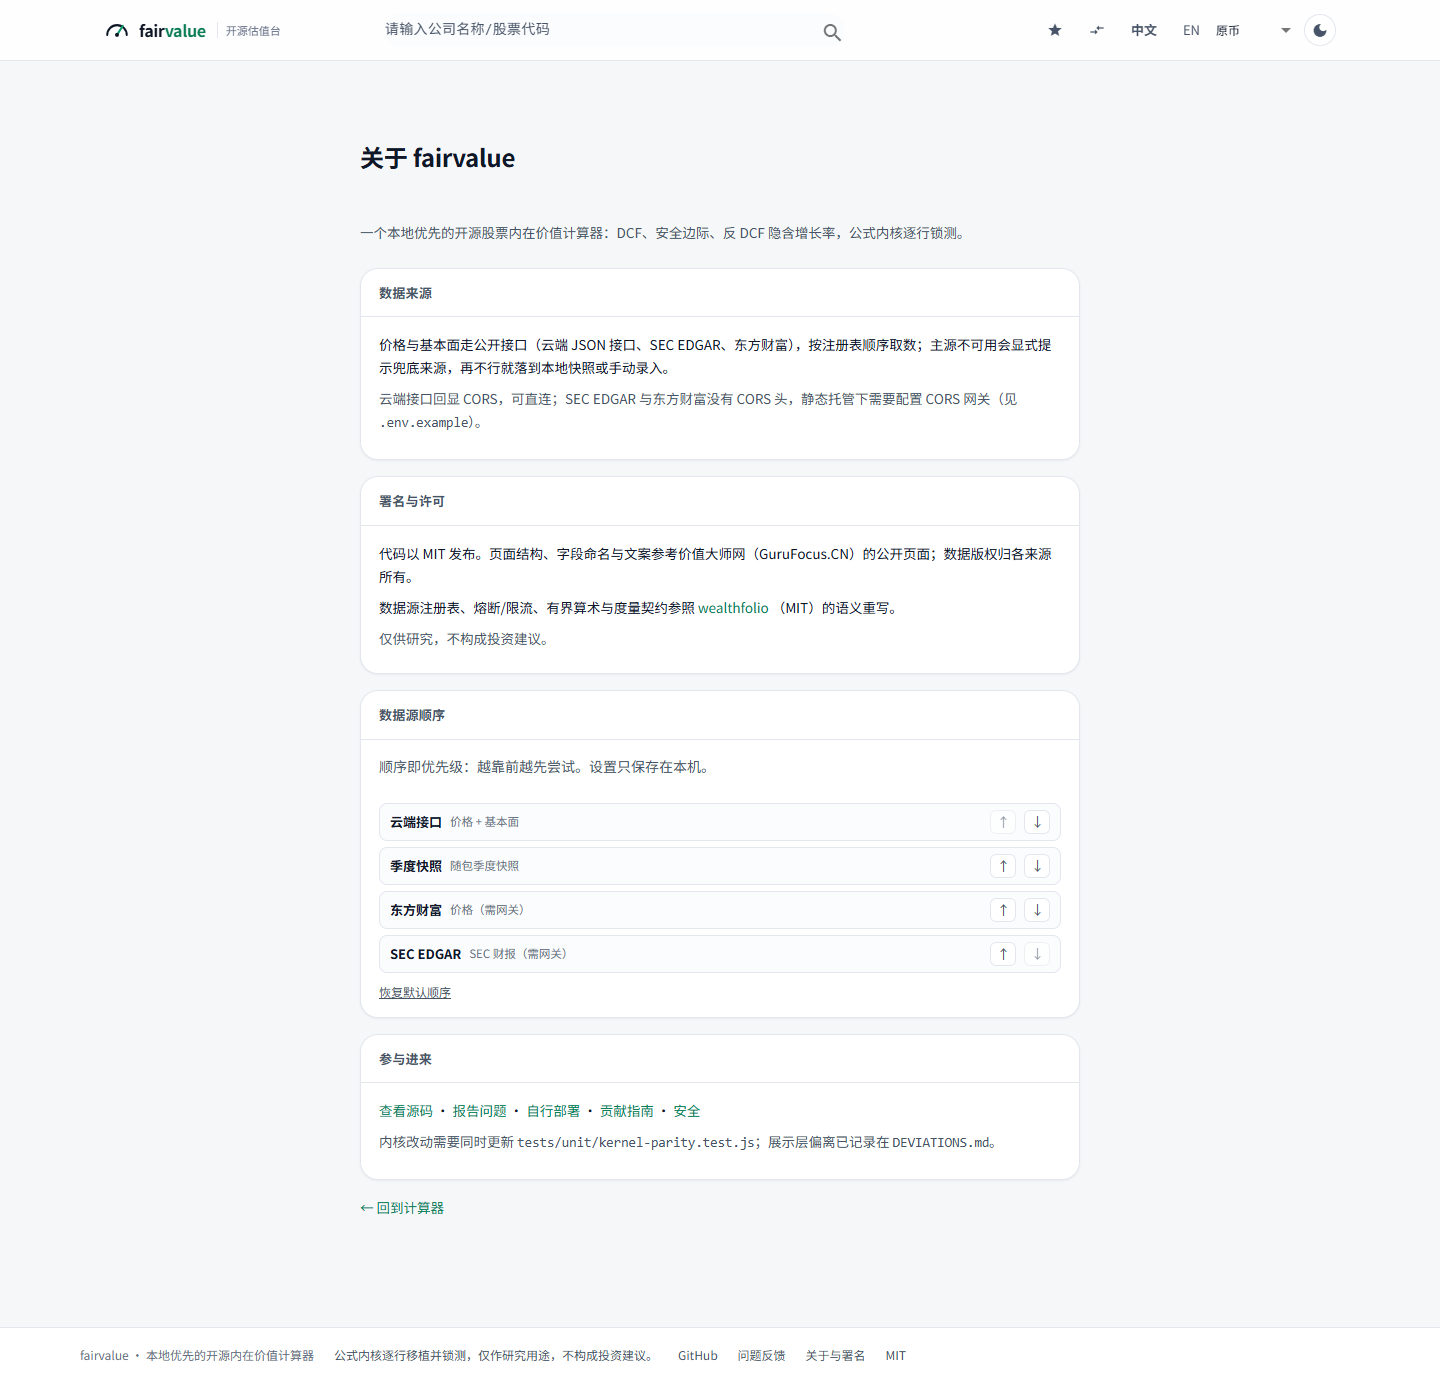 fairvalue 开源估值台 请输入公司名称/股票代码 中文 EN 原币
关于 fairvalue
一个本地优先的开源股票内在价值计算器：DCF、安全边际、反 DCF 隐含增长率，公式内核逐行锁测。
数据来源
价格与基本面走公开接口（云端 JSON 接口、SEC EDGAR、东方财富），按注册表顺序取数；主源不可用会显式提
示兜底来源，再不行就落到本地快照或手动录入。
云端接口回显 CORS，可直连；SEC EDGAR 与东方财富没有 CORS 头，静态托管下需要配置 CORS 网关（见
.env.example）。
署名与许可
代码以 MIT 发布。页面结构、字段命名与文案参考价值大师网（GuruFocus.CN）的公开页面；数据版权归各来源
所有。
数据源注册表、熔断/限流、有界算术与度量契约参照 wealthfolio （MIT）的语义重写。
仅供研究，不构成投资建议。
数据源顺序
顺序即优先级：越靠前越先尝试。设置只保存在本机。
云端接口 价格 + 基本面 ↑ ↓
季度快照 随包季度快照 ↑ ↓
东方财富 价格（需网关） ↑ ↓
SEC EDGAR SEC 财报（需网关） ↑ ↓
恢复默认顺序
参与进来
查看源码 · 报告问题 · 自行部署 · 贡献指南 · 安全
内核改动需要同时更新 tests/unit/kernel-parity.test.js；展示层偏离已记录在 DEVIATIONS.md。
← 回到计算器
fairvalue · 本地优先的开源内在价值计算器 公式内核逐行移植并锁测，仅作研究用途，不构成投资建议。 GitHub 问题反馈 关于与署名 MIT